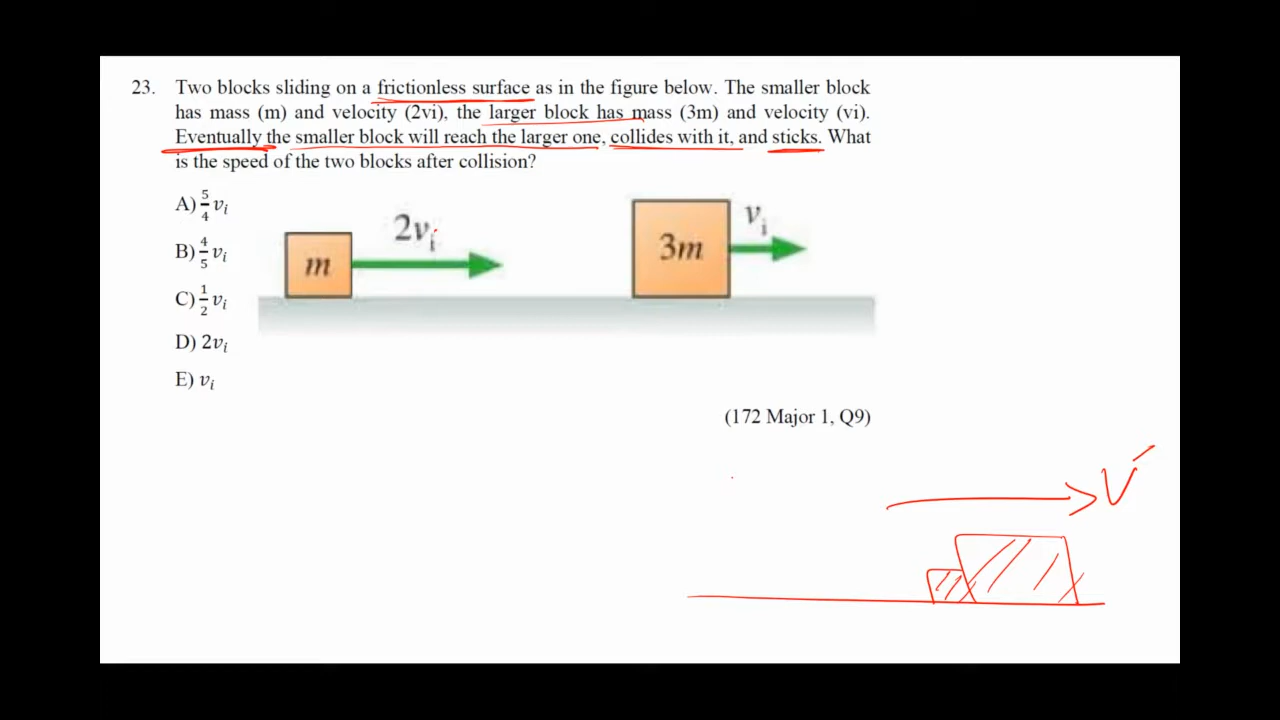 23. Two blocks sliding on a frictionless surface as in the figure below. The smaller block
has mass (m) and velocity (2vi), the larger block has mass (3m) and velocity (vi).
Eventually the smaller block will reach the larger one, collides with it, and sticks. What
is the speed of the two blocks after collision?
A) 5/4 vᵢ
B) 4/5 vᵢ
C) 1/2 vᵢ
D) 2vᵢ
E) vᵢ
m
2vᵢ
3m
vᵢ
(172 Major 1, Q9)
V́